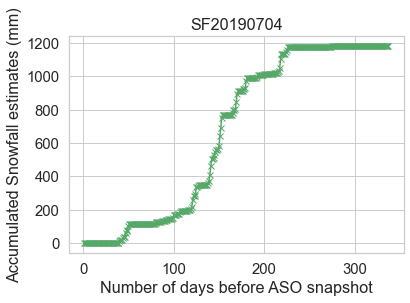 SF20190704
Accumulated Snowfall estimates (mm)
1200
1000
800
600
400
200
0
0 100 200 300
Number of days before ASO snapshot